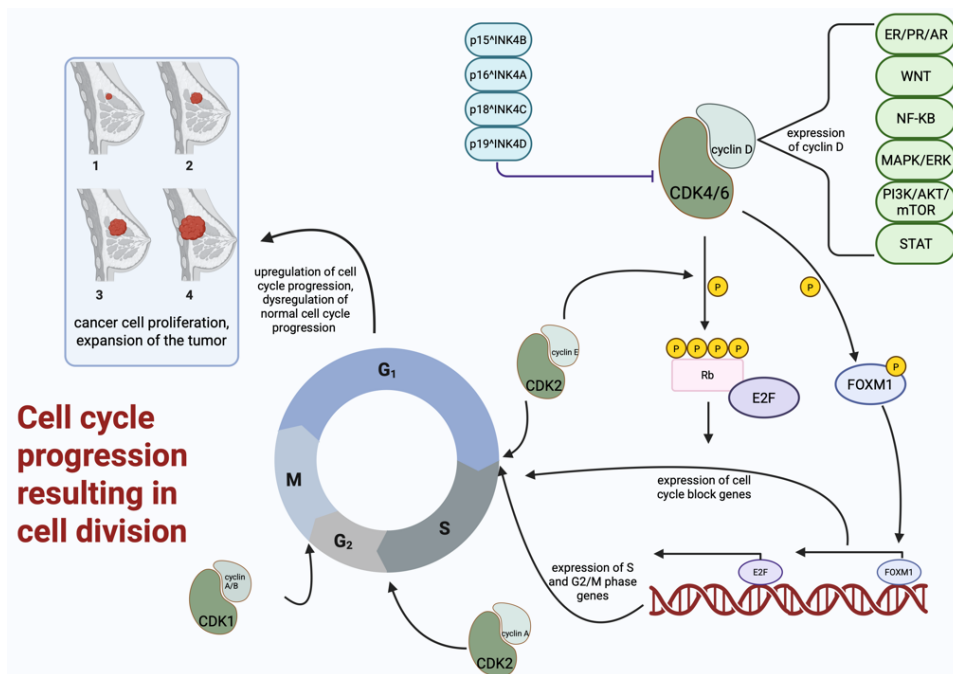 p15^INK4B
p16^INK4A
p18^INK4C
p19^INK4D
cyclin D
CDK4/6
expression
of cyclin D
ER/PR/AR
WNT
NF-KB
MAPK/ERK
PI3K/AKT/
mTOR
STAT
1
2
3
4
cancer cell proliferation,
expansion of the tumor
upregulation of cell
cycle progression,
dysregulation of
normal cell cycle
progression
cyclin E
CDK2
P
P
P P P P
Rb
E2F
P
FOXM1
Cell cycle
progression
resulting in
cell division
G₁
M
S
G₂
expression of cell
cycle block genes
expression of S
and G2/M phase
genes
E2F
FOXM1
cyclin
A/B
CDK1
cyclin A
CDK2